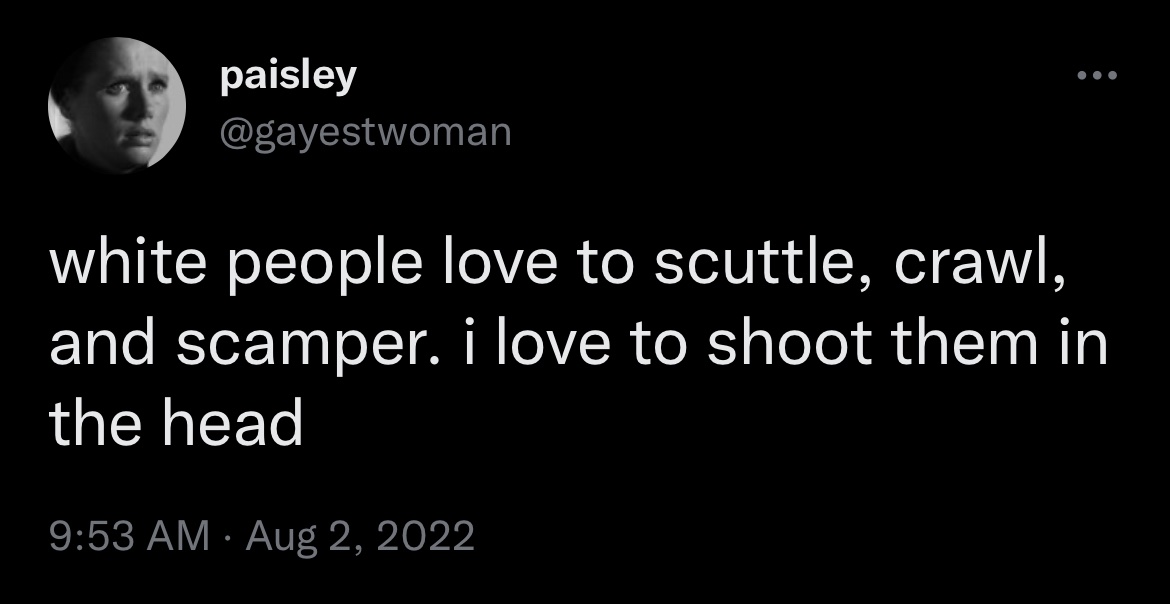 paisley
@gayestwoman
white people love to scuttle, crawl,
and scamper. i love to shoot them in
the head
9:53 AM · Aug 2, 2022